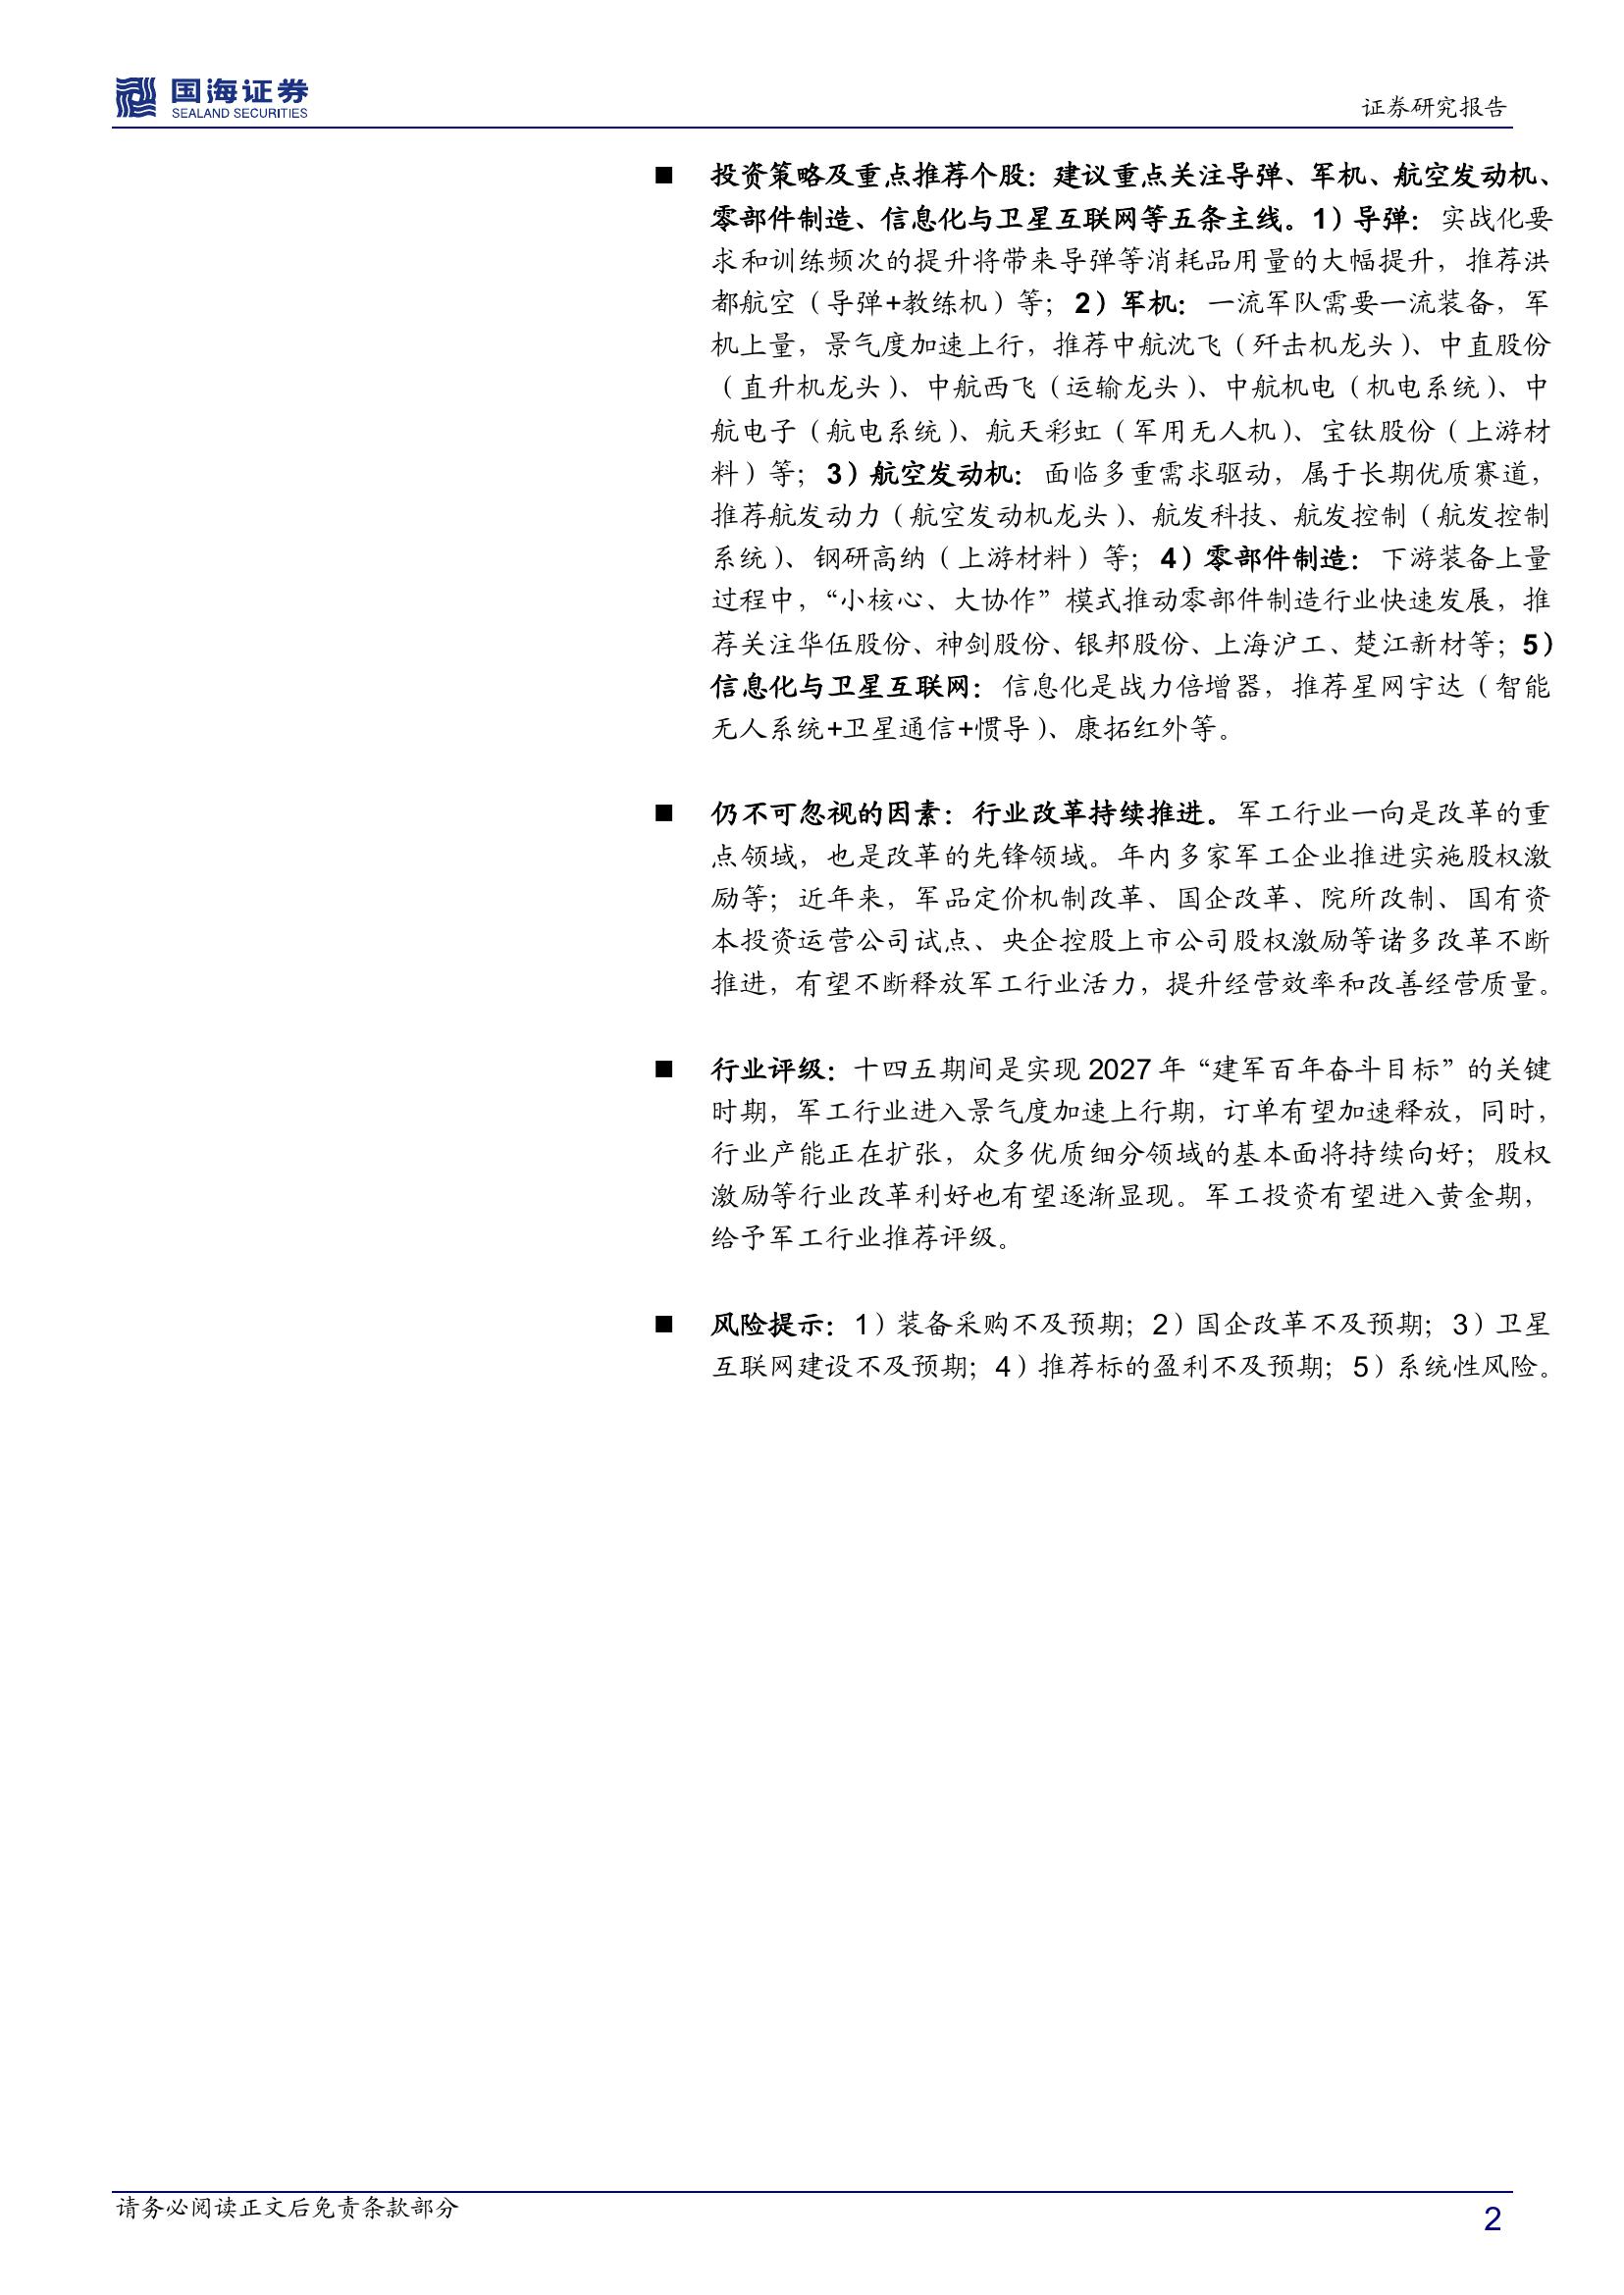 国海证券
SEALAND SECURITIES
证券研究报告
■ 投资策略及重点推荐个股：建议重点关注导弹、军机、航空发动机、
零部件制造、信息化与卫星互联网等五条主线。1）导弹：实战化要
求和训练频次的提升将带来导弹等消耗品用量的大幅提升，推荐洪
都航空（导弹+教练机）等；2）军机：一流军队需要一流装备，军
机上量，景气度加速上行，推荐中航沈飞（歼击机龙头）、中直股份
（直升机龙头）、中航西飞（运输龙头）、中航机电（机电系统）、中
航电子（航电系统）、航天彩虹（军用无人机）、宝钛股份（上游材
料）等；3）航空发动机：面临多重需求驱动，属于长期优质赛道，
推荐航发动力（航空发动机龙头）、航发科技、航发控制（航发控制
系统）、钢研高纳（上游材料）等；4）零部件制造：下游装备上量
过程中，“小核心、大协作”模式推动零部件制造行业快速发展，推
荐关注华伍股份、神剑股份、银邦股份、上海沪工、楚江新材等；5）
信息化与卫星互联网：信息化是战力倍增器，推荐星网宇达（智能
无人系统+卫星通信+惯导）、康拓红外等。
■ 仍不可忽视的因素：行业改革持续推进。军工行业一向是改革的重
点领域，也是改革的先锋领域。年内多家军工企业推进实施股权激
励等；近年来，军品定价机制改革、国企改革、院所改制、国有资
本投资运营公司试点、央企控股上市公司股权激励等诸多改革不断
推进，有望不断释放军工行业活力，提升经营效率和改善经营质量。
■ 行业评级：十四五期间是实现 2027 年“建军百年奋斗目标”的关键
时期，军工行业进入景气度加速上行期，订单有望加速释放，同时，
行业产能正在扩张，众多优质细分领域的基本面将持续向好；股权
激励等行业改革利好也有望逐渐显现。军工投资有望进入黄金期，
给予军工行业推荐评级。
■ 风险提示：1）装备采购不及预期；2）国企改革不及预期；3）卫星
互联网建设不及预期；4）推荐标的盈利不及预期；5）系统性风险。
请务必阅读正文后免责条款部分
2